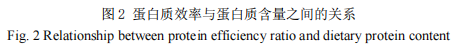 图 2  蛋白质效率与蛋白质含量之间的关系
Fig. 2 Relationship between protein efficiency ratio and dietary protein content